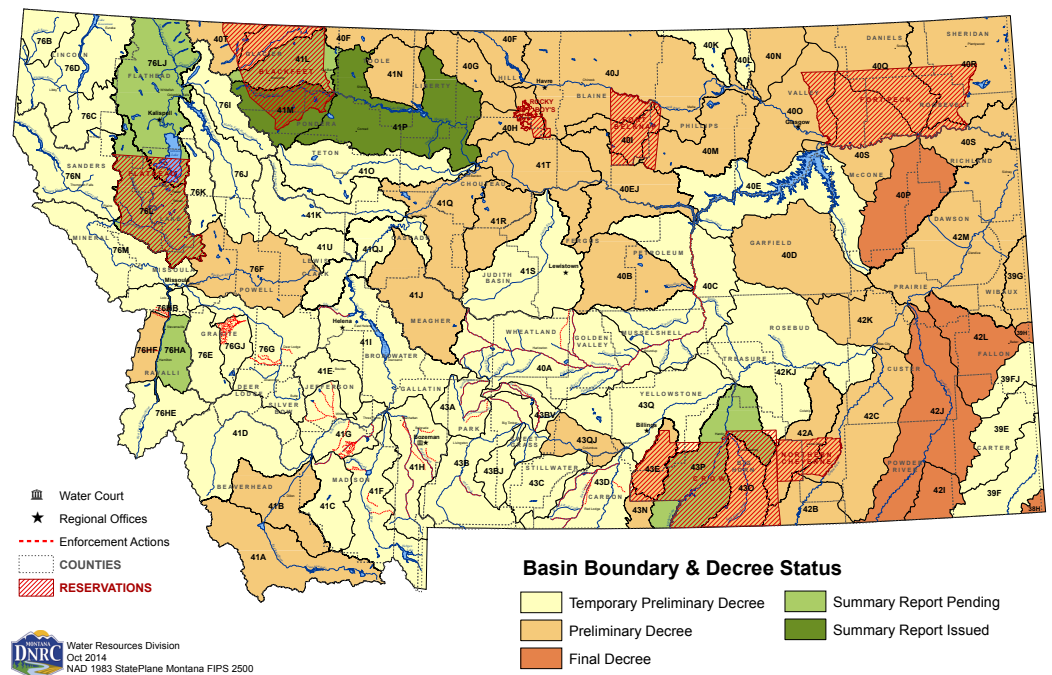 76B
LINCOLN
76D
76LJ
FLATHEAD
76C
Kalispell
76I
SANDERS
76N
FLATHEAD
76L
76K
76J
MINERAL
76M
MISSOULA
Missoula
40T
GLACIER
41L
BLACKFEET
41M
PONDERA
40F
TOOLE
41N
LIBERTY
41P
TETON
41O
41K
40G
40F
HILL
Havre
ROCKY
BOY'S
40H
CHOUTEAU
40J
BLAINE
BELKNAP
40I
40K
40L
PHILLIPS
40M
40N
VALLEY
40O
Glasgow
DANIELS
40Q
SHERIDAN
40R
FORT PECK
ROOSEVELT
40S
40S
RICHLAND
McCONE
40P
40E
41T
40EJ
41Q
41R
CASCADE
41QJ
41U
LEWIS
CLARK
76F
POWELL
41J
MEAGHER
41S
JUDITH
BASIN
Lewistown
FERGUS
PETROLEUM
40B
40C
GARFIELD
40D
DAWSON
42M
PRAIRIE
39G
WIBAUX
39H
76HB
76HF
76HA
RAVALLI
76HE
76E
GRANITE
76GJ
76G
DEER
LODGE
SILVER
BOW
Helena
41I
BROADWATER
41E
JEFFERSON
41G
41D
BEAVERHEAD
41B
41A
41C
MADISON
41F
41H
Bozeman
GALLATIN
WHEATLAND
GOLDEN
VALLEY
MUSSELSHELL
40A
43A
PARK
43B
43BJ
43BV
SWEET
GRASS
43QJ
STILLWATER
43C
43D
CARBON
43N
YELLOWSTONE
43Q
Billings
43E
43P
CROW
BIG
HORN
43O
TREASURE
ROSEBUD
42KJ
42K
42A
NORTHERN
CHEYENNE
42B
CUSTER
42C
42J
POWDER
RIVER
42I
42L
FALLON
39FJ
39E
CARTER
39F
38H
Water Court
Regional Offices
Enforcement Actions
COUNTIES
RESERVATIONS
Basin Boundary & Decree Status
Temporary Preliminary Decree
Preliminary Decree
Final Decree
Summary Report Pending
Summary Report Issued
MONTANA
DNRC
Water Resources Division
Oct 2014
NAD 1983 StatePlane Montana FIPS 2500